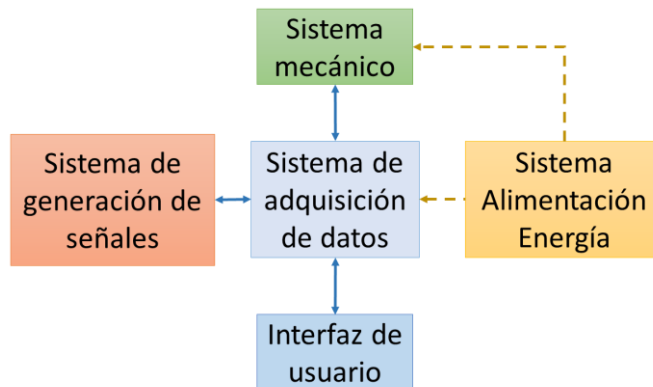 Sistema
mecánico
Sistema de
generación de
señales
Sistema de
adquisición
de datos
Sistema
Alimentación
Energía
Interfaz de
usuario